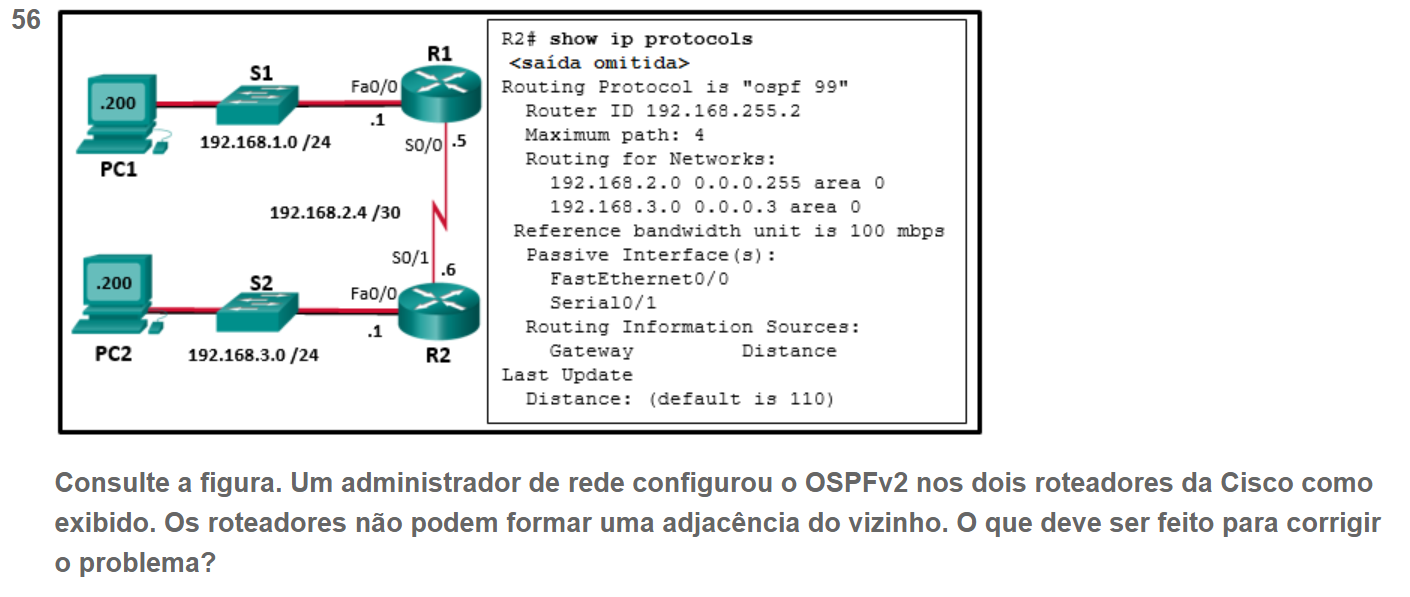 56
R1
S1
Fa0/0
.200
.1
192.168.1.0 /24
S0/0
.5
PC1
192.168.2.4 /30
S0/1
.6
.200
S2
Fa0/0
.1
PC2
192.168.3.0 /24
R2
R2# show ip protocols
<saída omitida>
Routing Protocol is "ospf 99"
Router ID 192.168.255.2
Maximum path: 4
Routing for Networks:
192.168.2.0 0.0.0.255 area 0
192.168.3.0 0.0.0.3 area 0
Reference bandwidth unit is 100 mbps
Passive Interface(s):
FastEthernet0/0
Serial0/1
Routing Information Sources:
Gateway Distance
Last Update
Distance: (default is 110)
Consulte a figura. Um administrador de rede configurou o OSPFv2 nos dois roteadores da Cisco como
exibido. Os roteadores não podem formar uma adjacência do vizinho. O que deve ser feito para corrigir
o problema?